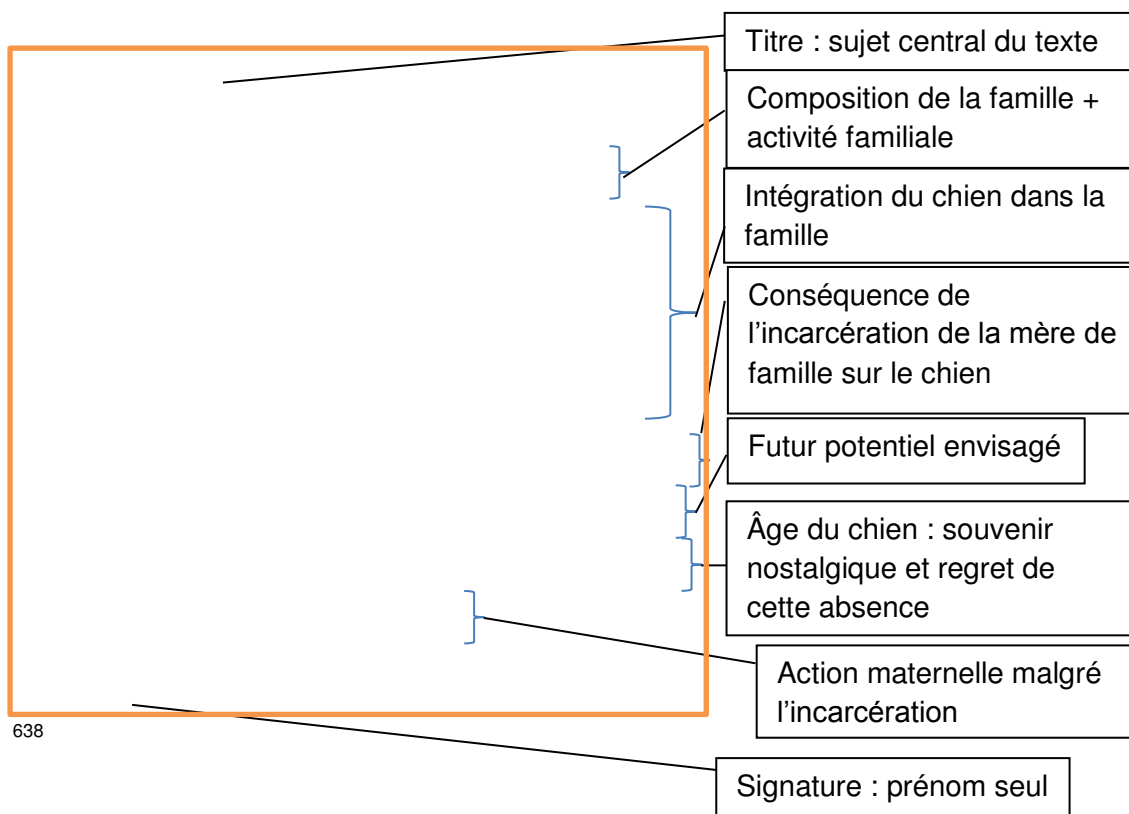 Titre : sujet central du texte
Composition de la famille +
activité familiale
Intégration du chien dans la
famille
Conséquence de
l’incarcération de la mère de
famille sur le chien
Futur potentiel envisagé
Âge du chien : souvenir
nostalgique et regret de
cette absence
Action maternelle malgré
l’incarcération
638
Signature : prénom seul